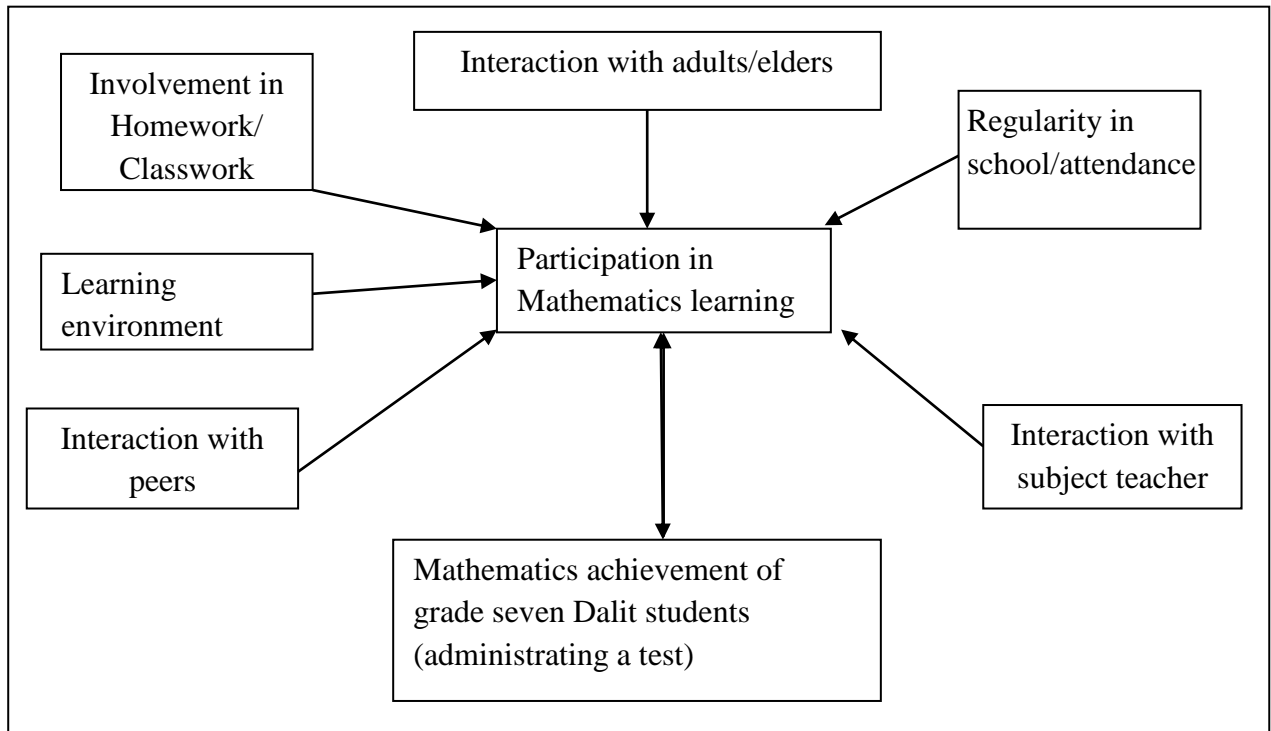 Interaction with adults/elders
Involvement in
Homework/
Classwork
Regularity in
school/attendance
Participation in
Mathematics learning
Learning
environment
Interaction with
peers
Interaction with
subject teacher
Mathematics achievement of
grade seven Dalit students
(administrating a test)